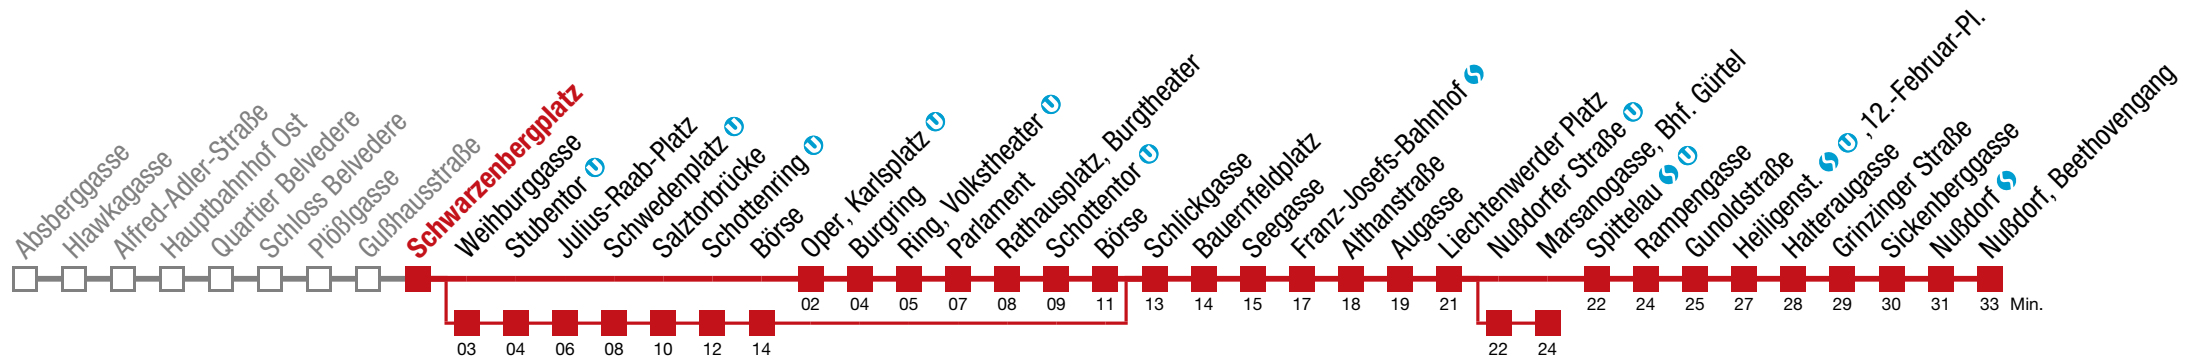 Absberggasse
Hlawkagasse
Alfred-Adler-Straße
Hauptbahnhof Ost
Quartier Belvedere
Schloss Belvedere
Plößlgasse
Gußhausstraße
Schwarzenbergplatz
Weihburggasse
Stubentor U
Julius-Raab-Platz
Schwedenplatz U
Salztorbrücke
Schottenring U
Börse
Oper, Karlsplatz U
Burgring
Ring, Volkstheater U
Parlament
Rathausplatz, Burgtheater
Schottentor U
Börse
Schlickgasse
Bauernfeldplatz
Seegasse
Franz-Josefs-Bahnhof S
Althanstraße
Augasse
Liechtenwerder Platz
Nußdorfer Straße U
Marsanogasse, Bhf. Gürtel
Spittelau S U
Rampengasse
Gunoldstraße
Heiligenst. S U ,12.-Februar-Pl.
Halteraugasse
Grinzinger Straße
Sickenberggasse
Nußdorf S
Nußdorf, Beethovengang
02 04 05 07 08 09 11 13 14 15 17 18 19 21 22 24 25 27 28 29 30 31 33 Min.
03 04 06 08 10 12 14 22 24